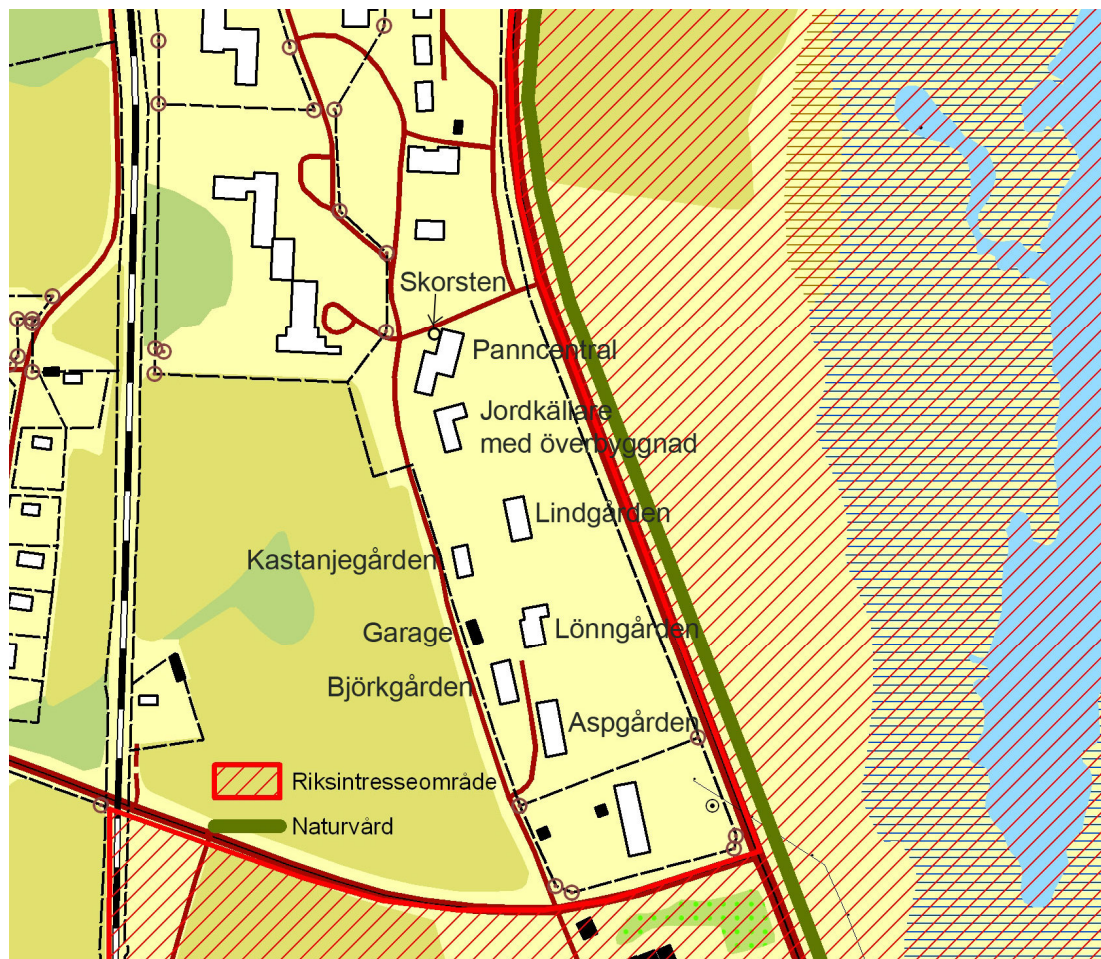 Skorsten
Panncentral
Jordkällare
med överbyggnad
Lindgården
Kastanjegården
Garage
Lönngården
Björkgården
Aspgården
Riksintresseområde
Naturvård